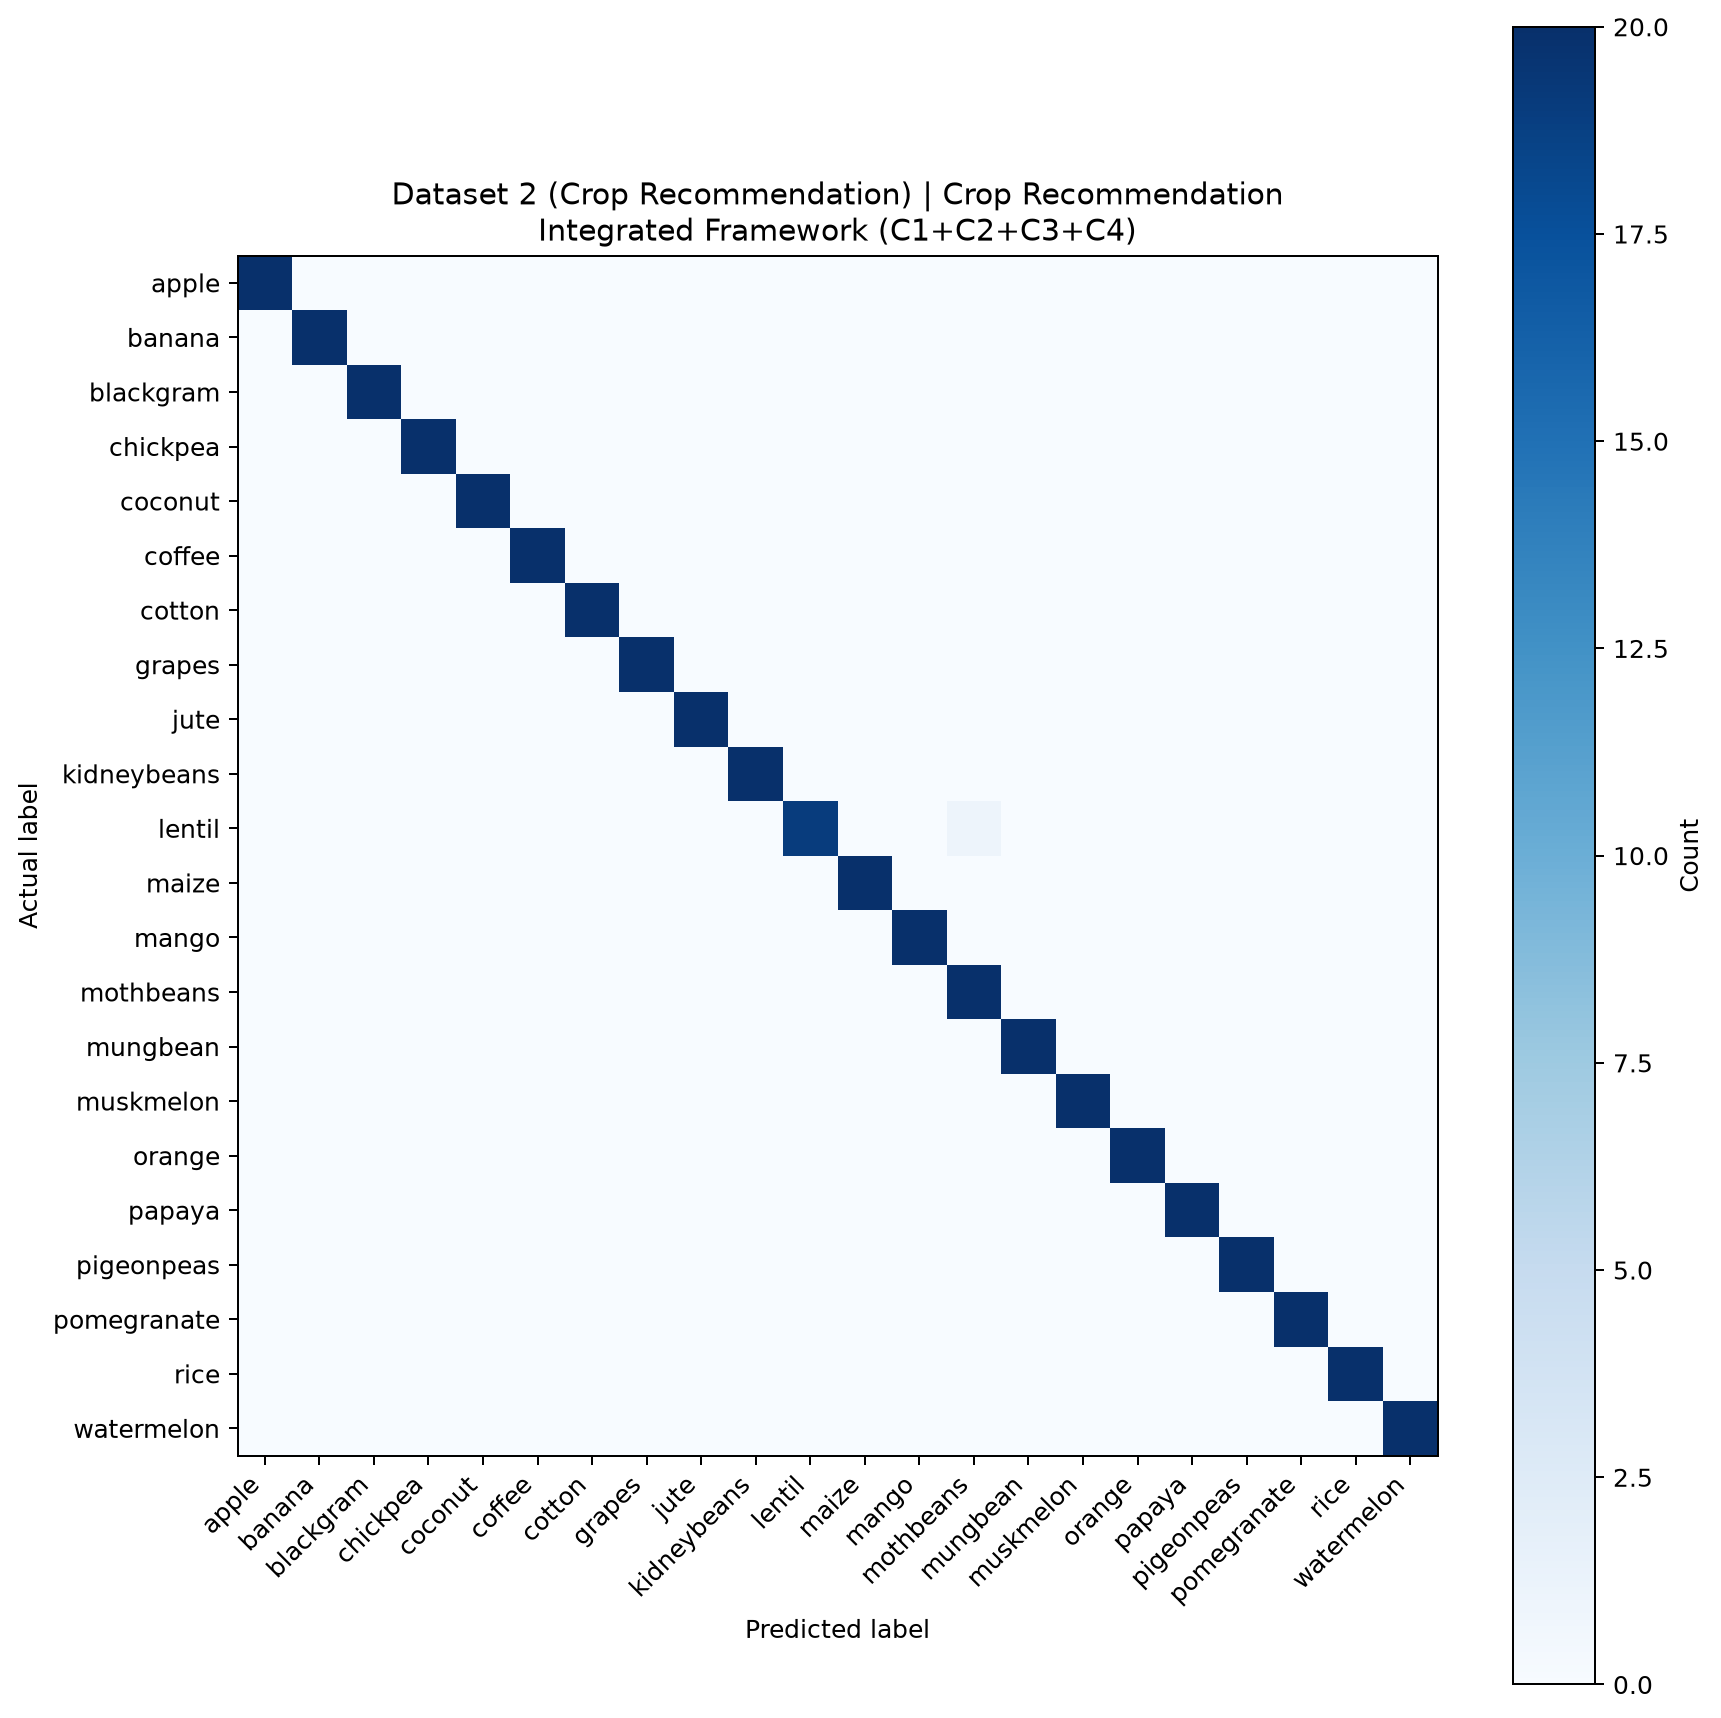 Dataset 2 (Crop Recommendation) | Crop Recommendation
Integrated Framework (C1+C2+C3+C4)
Actual label
apple
banana
blackgram
chickpea
coconut
coffee
cotton
grapes
jute
kidneybeans
lentil
maize
mango
mothbeans
mungbean
muskmelon
orange
papaya
pigeonpeas
pomegranate
rice
watermelon
apple
banana
blackgram
chickpea
coconut
coffee
cotton
grapes
jute
kidneybeans
lentil
maize
mango
mothbeans
mungbean
muskmelon
orange
papaya
pigeonpeas
pomegranate
rice
watermelon
Predicted label
20.0
17.5
15.0
12.5
10.0
7.5
5.0
2.5
0.0
Count